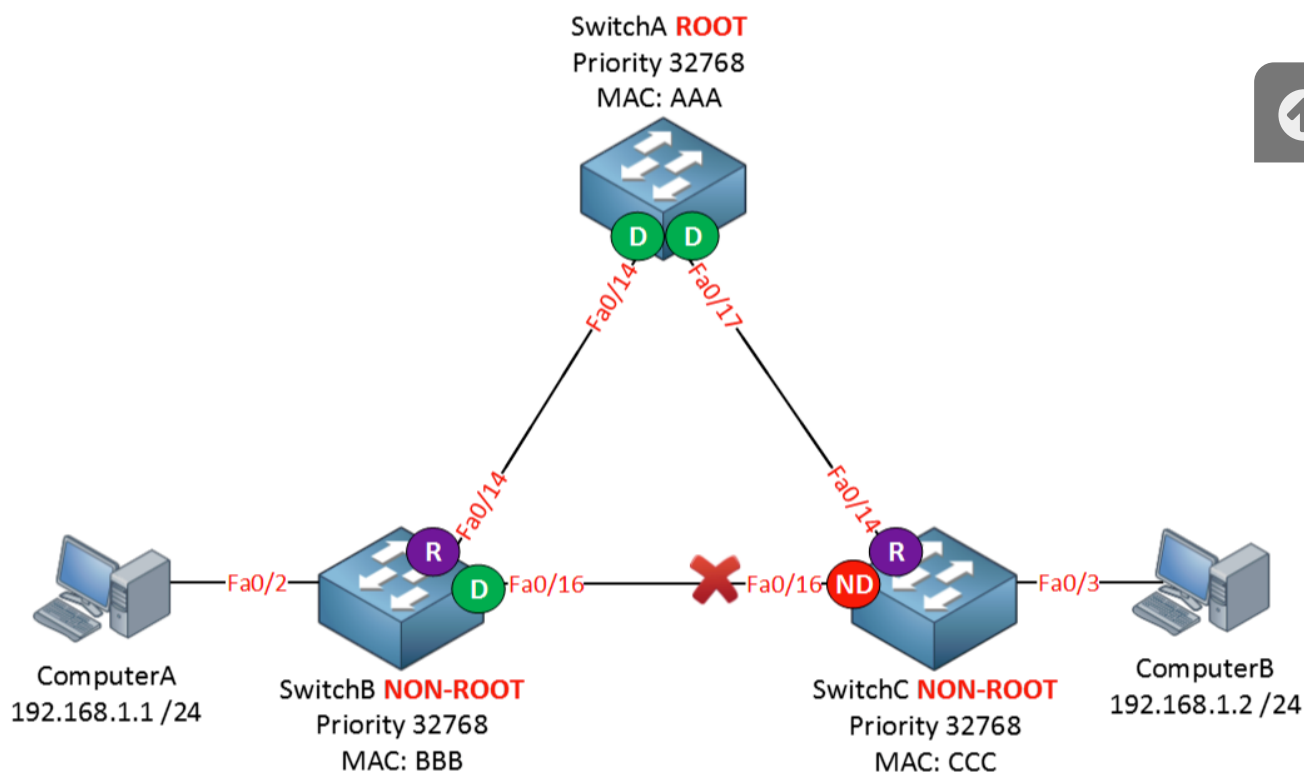 SwitchA ROOT
Priority 32768
MAC: AAA
D
D
Fa0/14
Fa0/17
Fa0/14
Fa0/14
R
R
Fa0/2
D
Fa0/16
Fa0/16
ND
Fa0/3
ComputerA
192.168.1.1 /24
SwitchB NON-ROOT
Priority 32768
MAC: BBB
SwitchC NON-ROOT
Priority 32768
MAC: CCC
ComputerB
192.168.1.2 /24